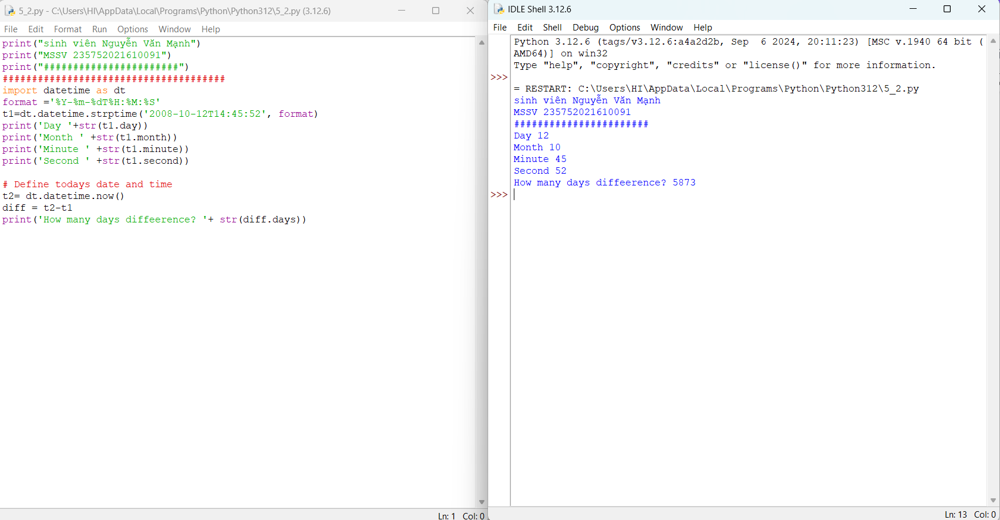 5_2.py - C:\Users\HI\AppData\Local\Programs\Python\Python312\5_2.py (3.12.6)
File Edit Format Run Options Window Help
print("sinh viên Nguyễn Văn Mạnh")
print("MSSV 235752021610091")
print("#######################")
######################################
import datetime as dt
format ='%Y-%m-%dT%H:%M:%S'
t1=dt.datetime.strptime('2008-10-12T14:45:52', format)
print('Day '+str(t1.day))
print('Month ' +str(t1.month))
print('Minute ' +str(t1.minute))
print('Second ' +str(t1.second))
# Define todays date and time
t2= dt.datetime.now()
diff = t2-t1
print('How many days diffeerence? '+ str(diff.days))
Ln: 1 Col: 0
IDLE Shell 3.12.6
File Edit Shell Debug Options Window Help
Python 3.12.6 (tags/v3.12.6:a4a2d2b, Sep  6 2024, 20:11:23) [MSC v.1940 64 bit (
AMD64)] on win32
Type "help", "copyright", "credits" or "license()" for more information.
>>>
= RESTART: C:\Users\HI\AppData\Local\Programs\Python\Python312\5_2.py
sinh viên Nguyễn Văn Mạnh
MSSV 235752021610091
#######################
Day 12
Month 10
Minute 45
Second 52
How many days diffeerence? 5873
>>>
Ln: 13 Col: 0